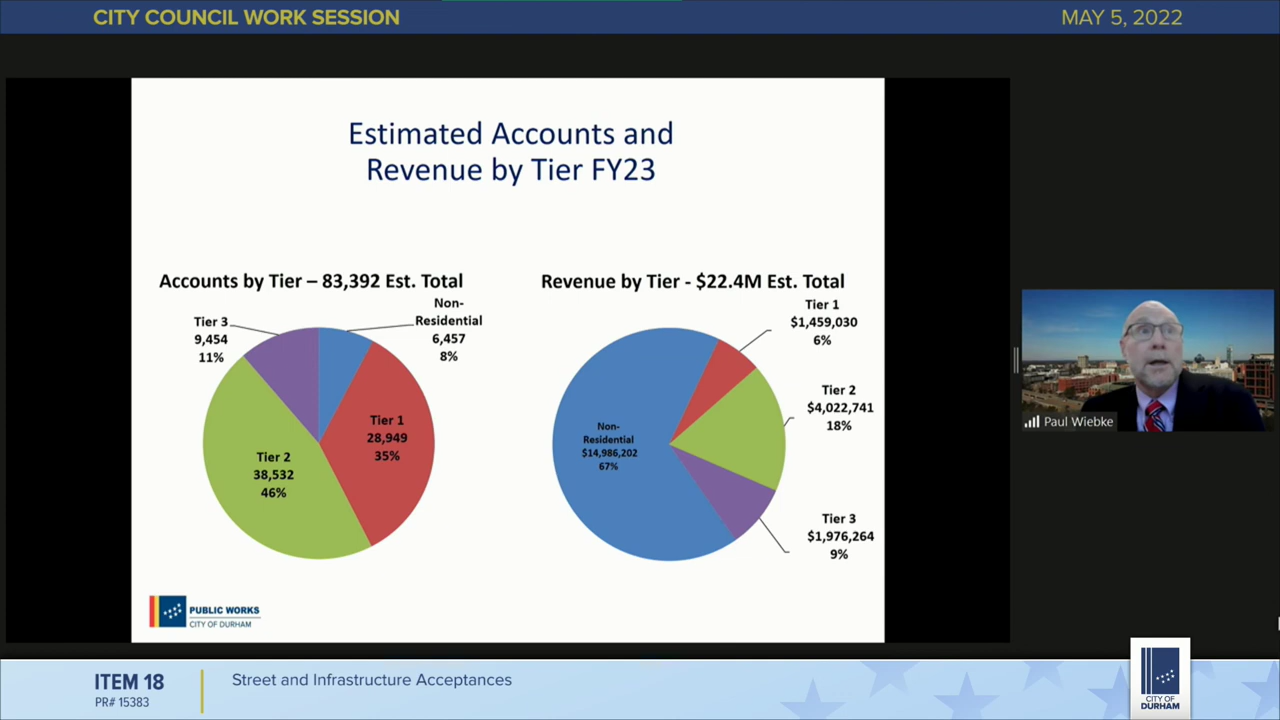 CITY COUNCIL WORK SESSION
MAY 5, 2022
Estimated Accounts and
Revenue by Tier FY23
Accounts by Tier – 83,392 Est. Total
Non-
Residential
6,457
8%
Tier 3
9,454
11%
Tier 1
28,949
35%
Tier 2
38,532
46%
Revenue by Tier - $22.4M Est. Total
Tier 1
$1,459,030
6%
Tier 2
$4,022,741
18%
Non-
Residential
$14,986,202
67%
Tier 3
$1,976,264
9%
PUBLIC WORKS
CITY OF DURHAM
Paul Wiebke
ITEM 18
PR# 15383
Street and Infrastructure Acceptances
CITY OF
DURHAM